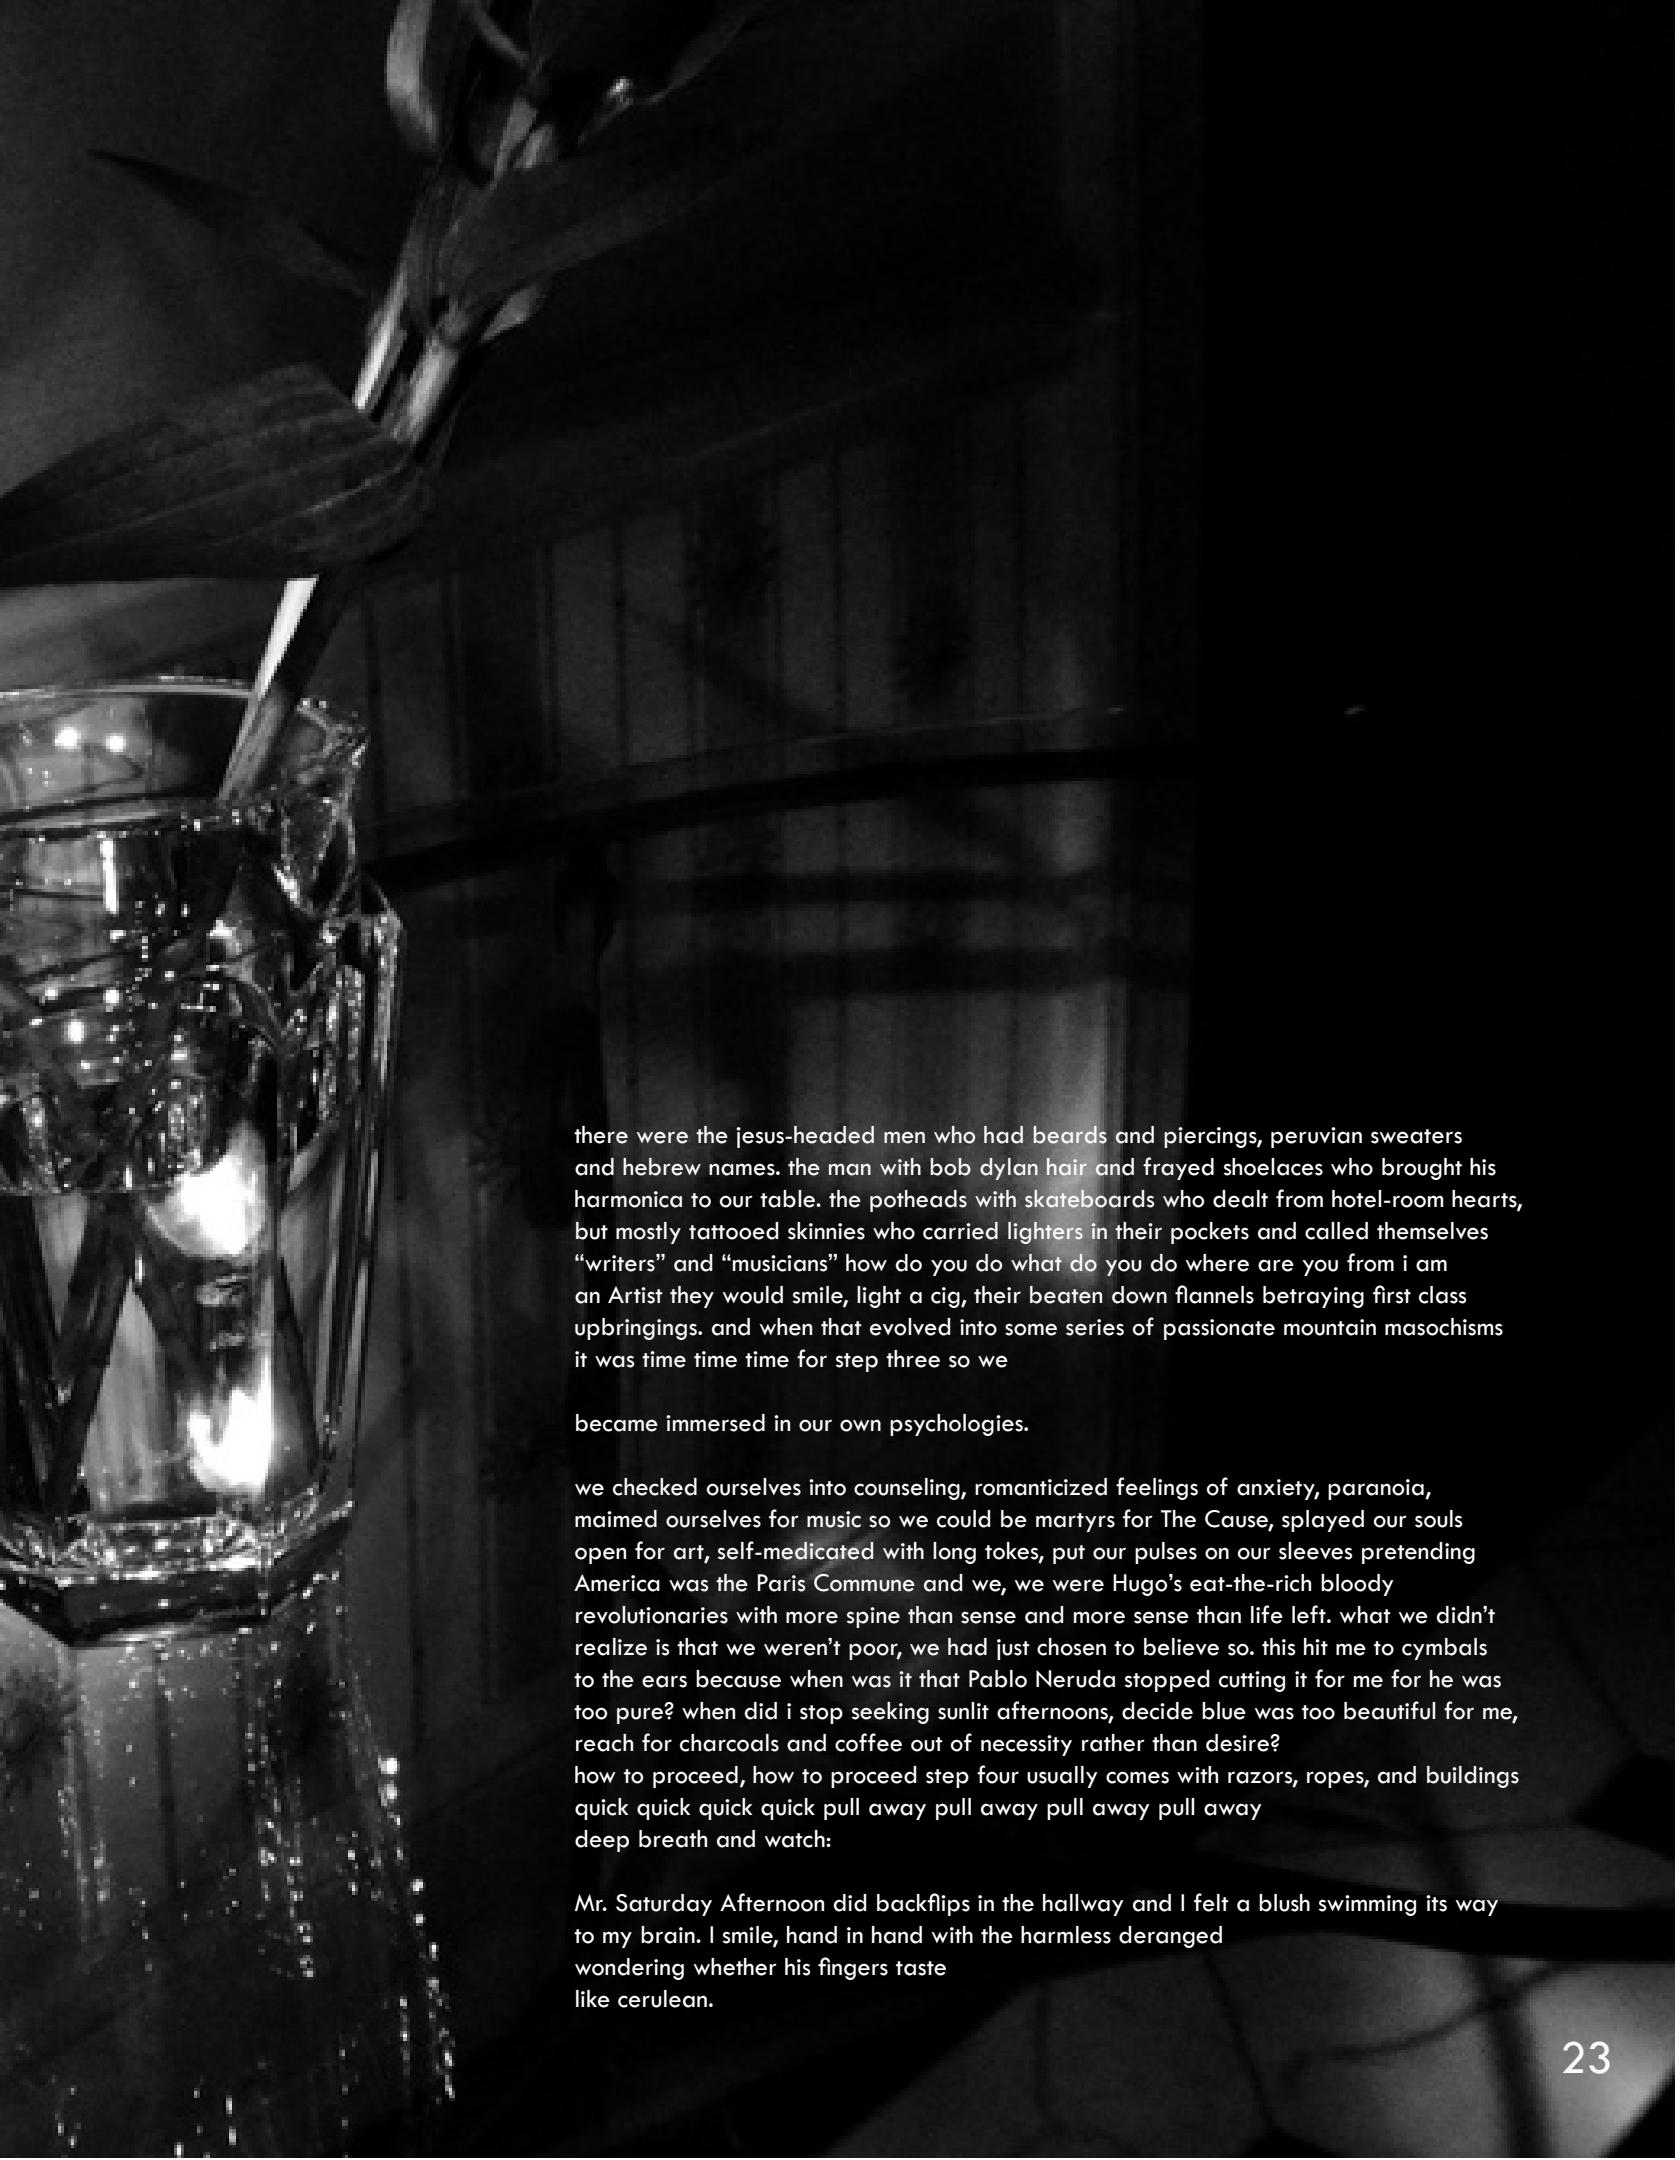 there were the jesus-headed men who had beards and piercings, peruvian sweaters
and hebrew names. the man with bob dylan hair and frayed shoelaces who brought his
harmonica to our table. the potheads with skateboards who dealt from hotel-room hearts,
but mostly tattooed skinnies who carried lighters in their pockets and called themselves
“writers” and “musicians” how do you do what do you do where are you from i am
an Artist they would smile, light a cig, their beaten down flannels betraying first class
upbringings. and when that evolved into some series of passionate mountain masochisms
it was time time time for step three so we
became immersed in our own psychologies.
we checked ourselves into counseling, romanticized feelings of anxiety, paranoia,
maimed ourselves for music so we could be martyrs for The Cause, splayed our souls
open for art, self-medicated with long tokes, put our pulses on our sleeves pretending
America was the Paris Commune and we, we were Hugo’s eat-the-rich bloody
revolutionaries with more spine than sense and more sense than life left. what we didn’t
realize is that we weren’t poor, we had just chosen to believe so. this hit me to cymbals
to the ears because when was it that Pablo Neruda stopped cutting it for me for he was
too pure? when did i stop seeking sunlit afternoons, decide blue was too beautiful for me,
reach for charcoals and coffee out of necessity rather than desire?
how to proceed, how to proceed step four usually comes with razors, ropes, and buildings
quick quick quick quick pull away pull away pull away pull away
deep breath and watch:
Mr. Saturday Afternoon did backflips in the hallway and I felt a blush swimming its way
to my brain. I smile, hand in hand with the harmless deranged
wondering whether his fingers taste
like cerulean.
23